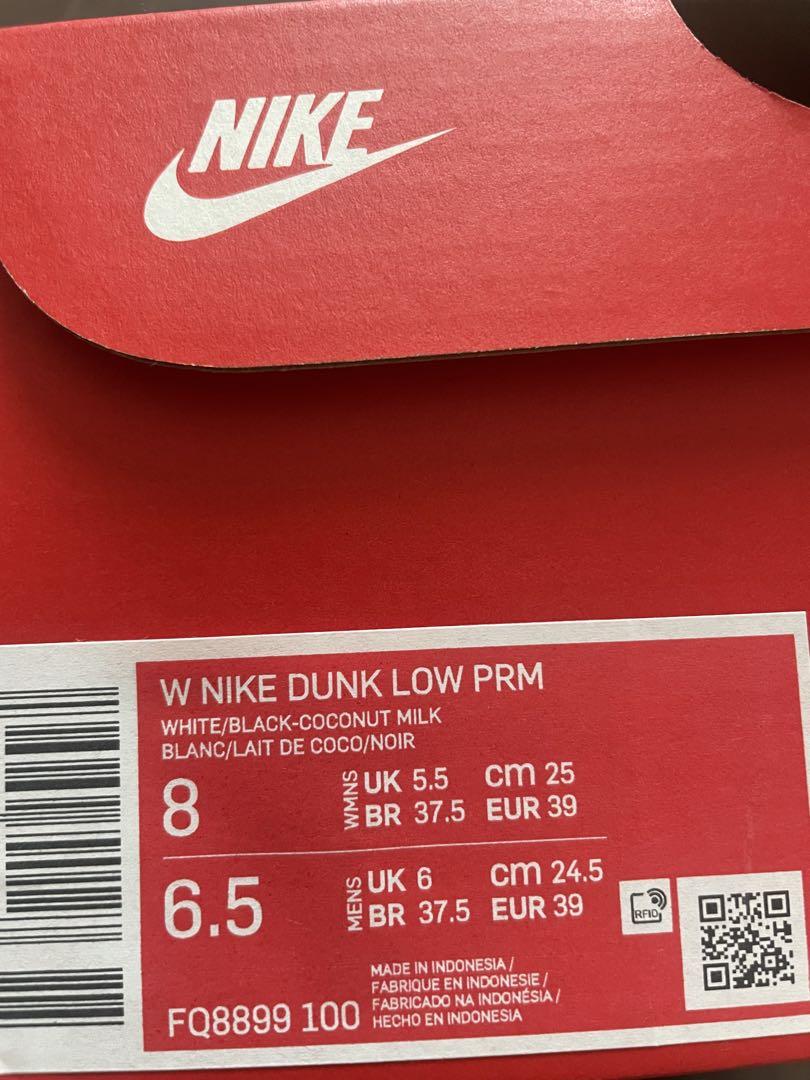 NIKE
W NIKE DUNK LOW PRM
WHITE/BLACK-COCONUT MILK
BLANC/LAIT DE COCO/NOIR
8 WMNS UK 5.5 cm 25
BR 37.5 EUR 39
6.5 MENS UK 6 cm 24.5
BR 37.5 EUR 39
RFID
MADE IN INDONESIA /
FABRIQUE EN INDONESIE /
FABRICADO NA INDONÉSIA /
HECHO EN INDONESIA
FQ8899 100